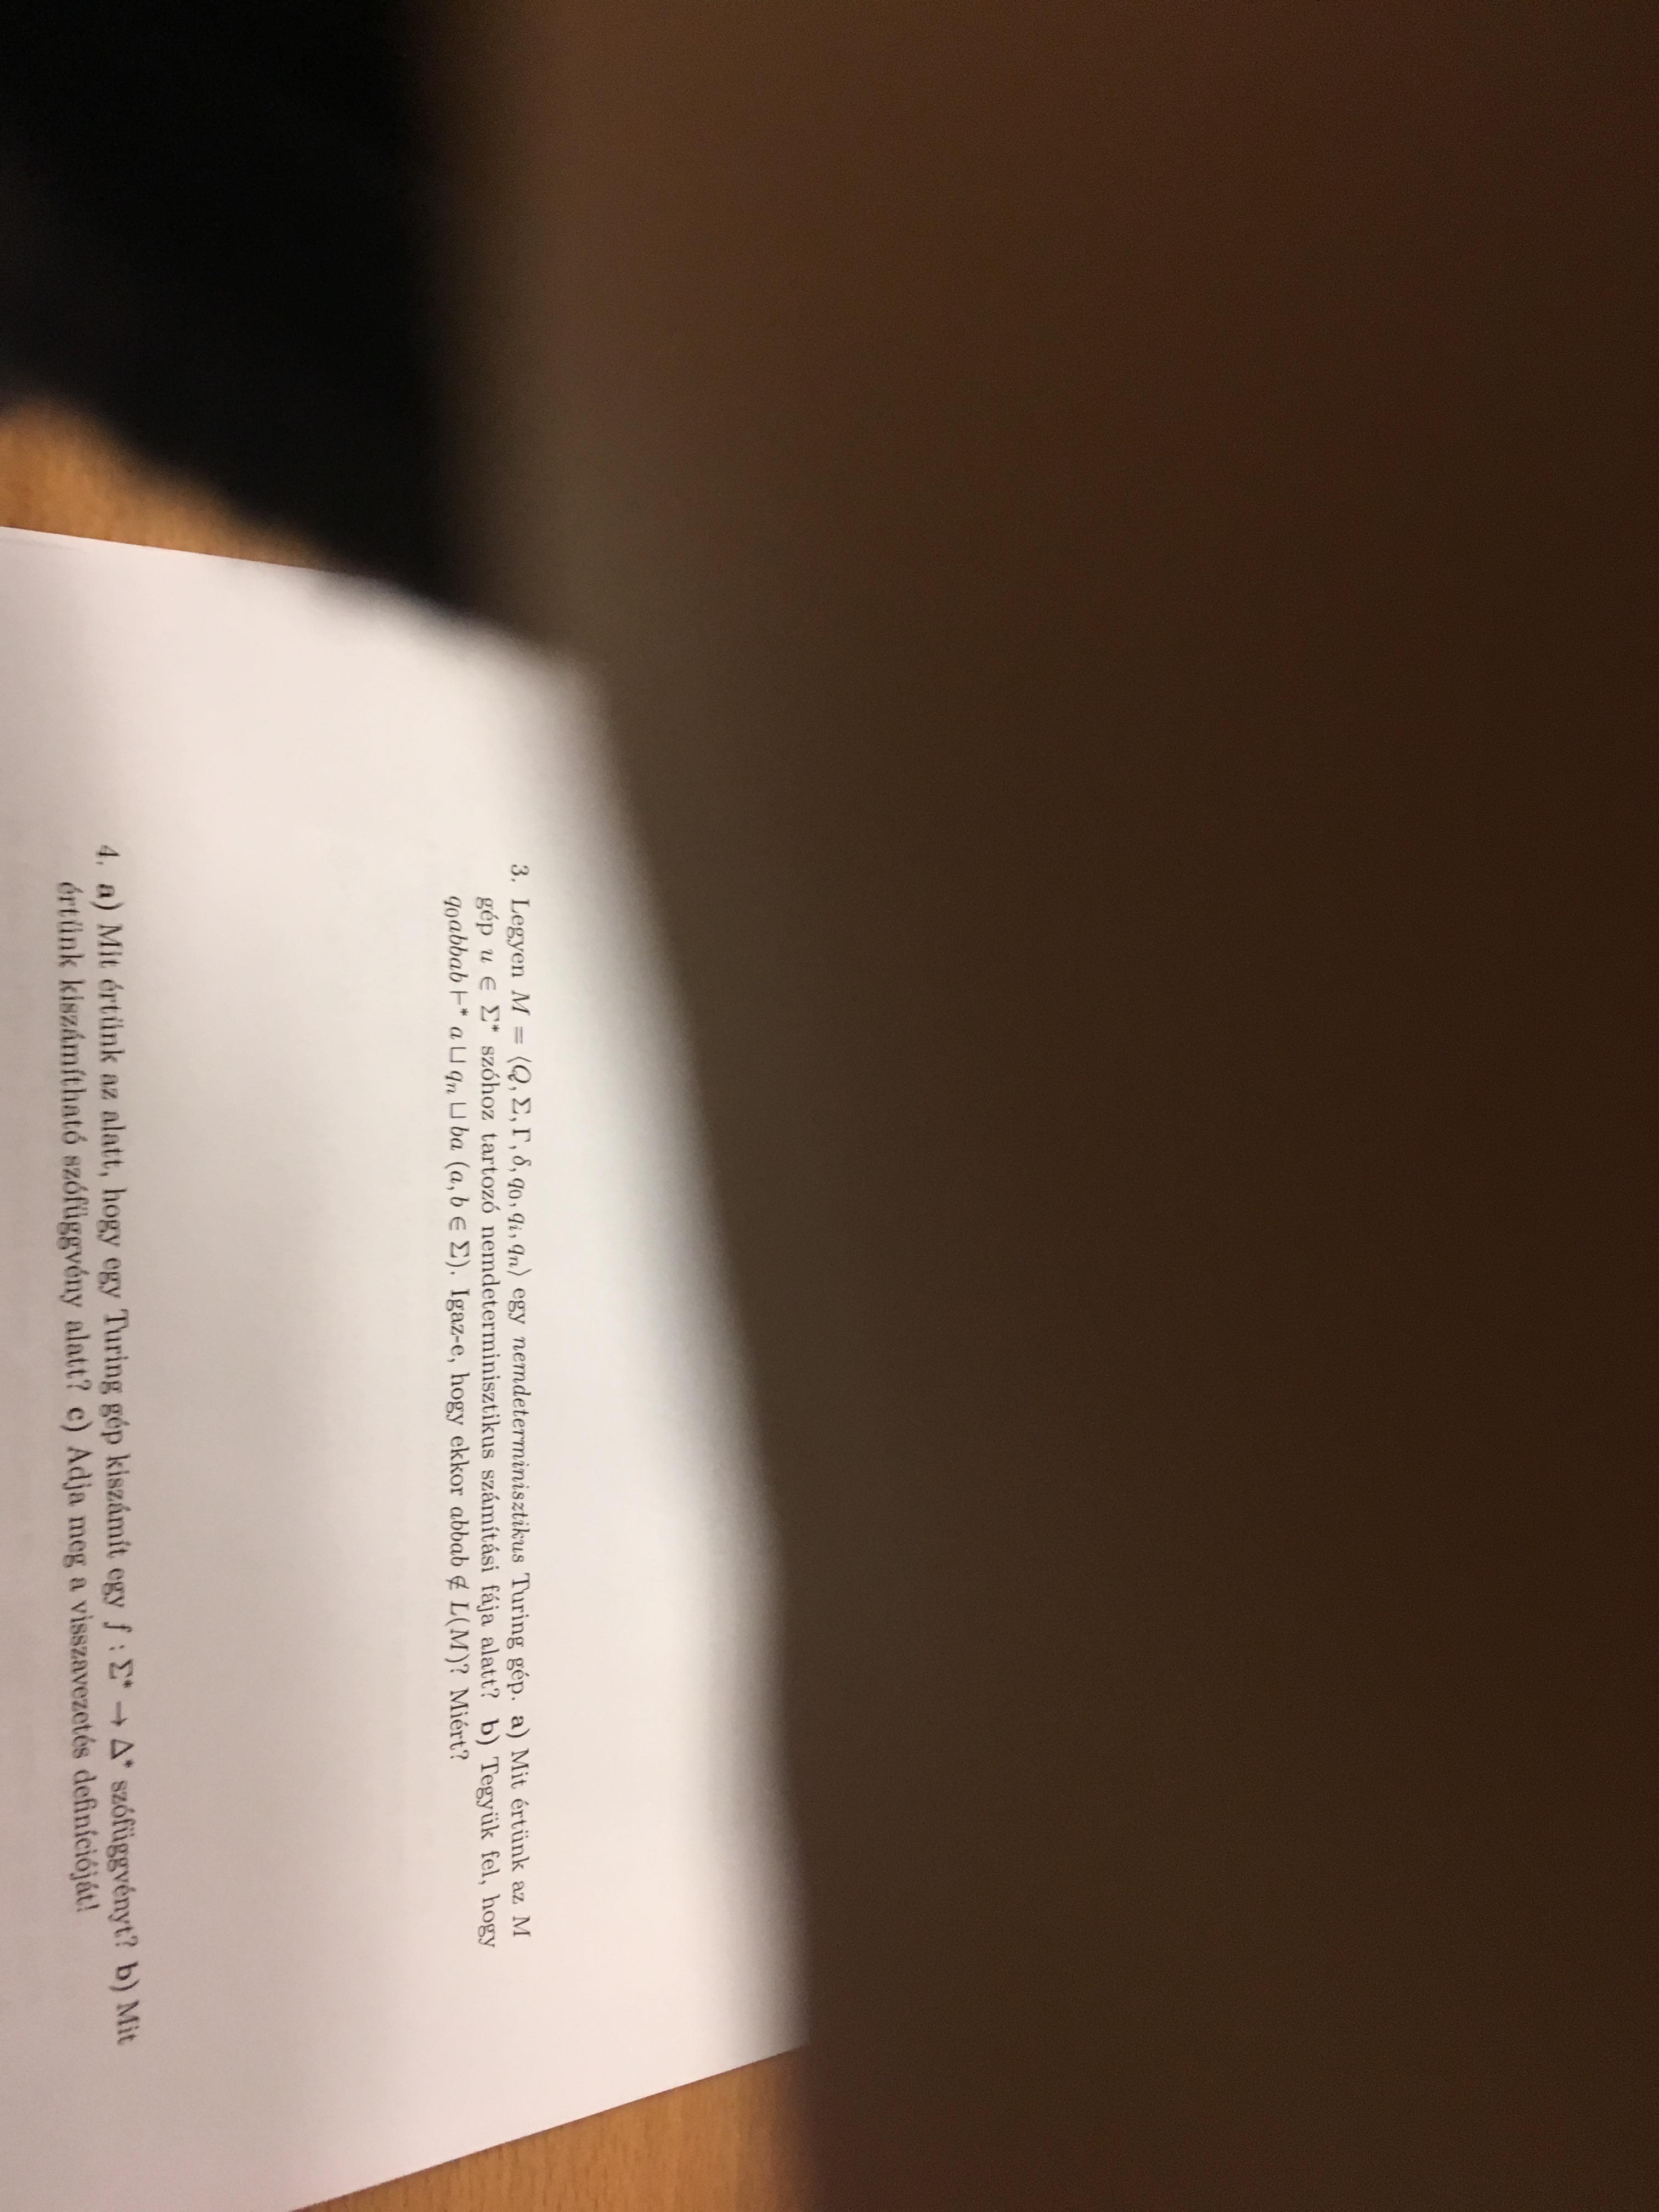 3. Legyen M = ⟨Q, Σ, Γ, δ, q₀, qᵢ, qₙ⟩ egy nemdeterminisztikus Turing gép. a) Mit értünk az M
gép u ∈ Σ* szóhoz tartozó nemdeterminisztikus számítási fája alatt? b) Tegyük fel, hogy
q₀abbab ⊢* a ⊔ qₙ ⊔ ba (a, b ∈ Σ). Igaz-e, hogy ekkor abbab ∉ L(M)? Miért?
4. a) Mit értünk az alatt, hogy egy Turing gép kiszámít egy f : Σ* → Δ* szófüggvényt? b) Mit
értünk kiszámítható szófüggvény alatt? c) Adja meg a visszavezetés definícióját!